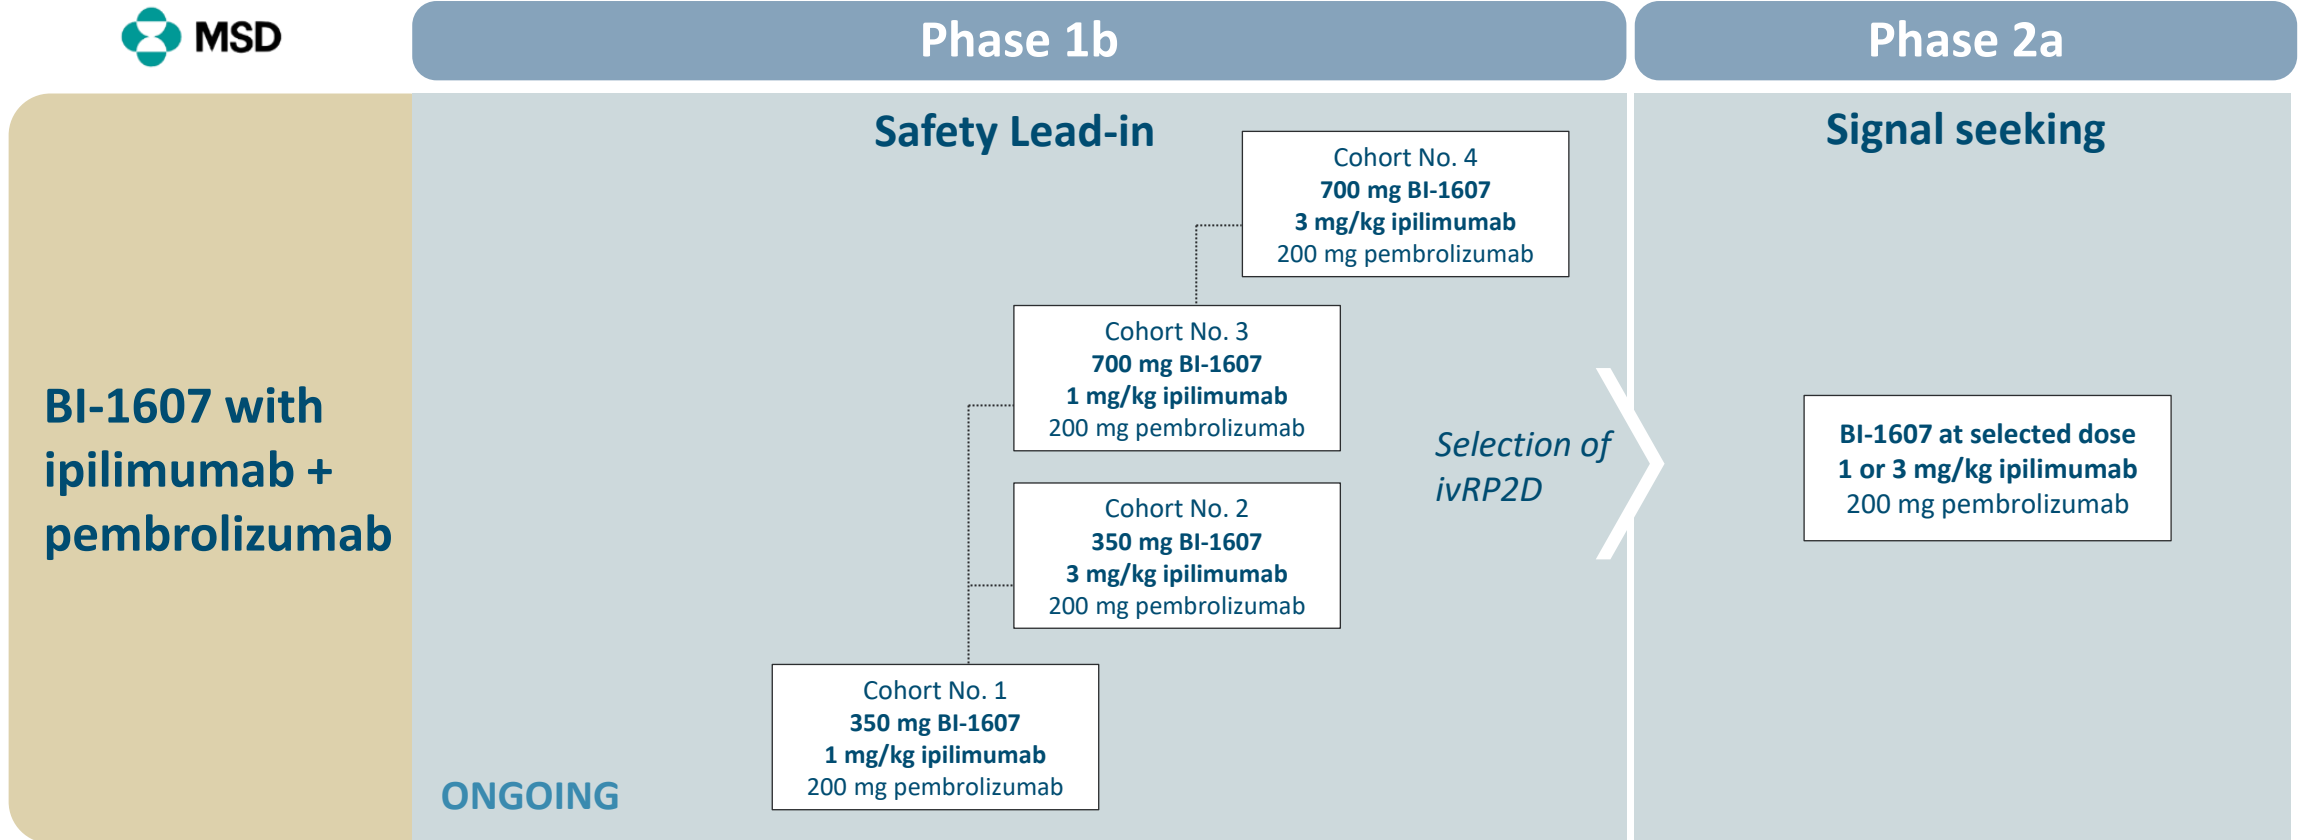 MSD
Phase 1b
Phase 2a
BI-1607 with
ipilimumab +
pembrolizumab
Safety Lead-in
Cohort No. 4
700 mg BI-1607
3 mg/kg ipilimumab
200 mg pembrolizumab
Cohort No. 3
700 mg BI-1607
1 mg/kg ipilimumab
200 mg pembrolizumab
Cohort No. 2
350 mg BI-1607
3 mg/kg ipilimumab
200 mg pembrolizumab
Cohort No. 1
350 mg BI-1607
1 mg/kg ipilimumab
200 mg pembrolizumab
ONGOING
Selection of
ivRP2D
Signal seeking
BI-1607 at selected dose
1 or 3 mg/kg ipilimumab
200 mg pembrolizumab